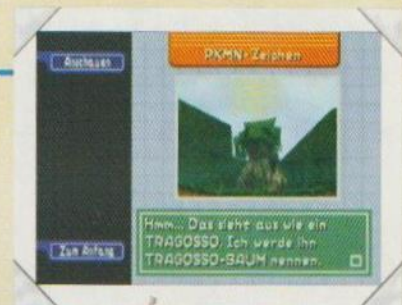 Anschauen
PKMN-Zeichen
Hmm... Das sieht aus wie ein
TRAGOSSO. Ich werde ihn
TRAGOSSO-BAUM nennen.
Zum Anfang